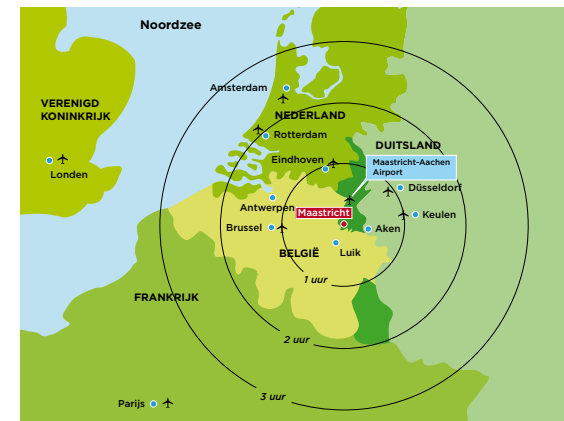 Noordzee
Amsterdam
VERENIGD
KONINKRIJK
NEDERLAND
Rotterdam
DUITSLAND
Eindhoven
Maastricht-Aachen
Airport
Londen
Düsseldorf
Antwerpen
Maastricht
Keulen
Brussel
Aken
BELGIË
Luik
1 uur
FRANKRIJK
2 uur
3 uur
Parijs